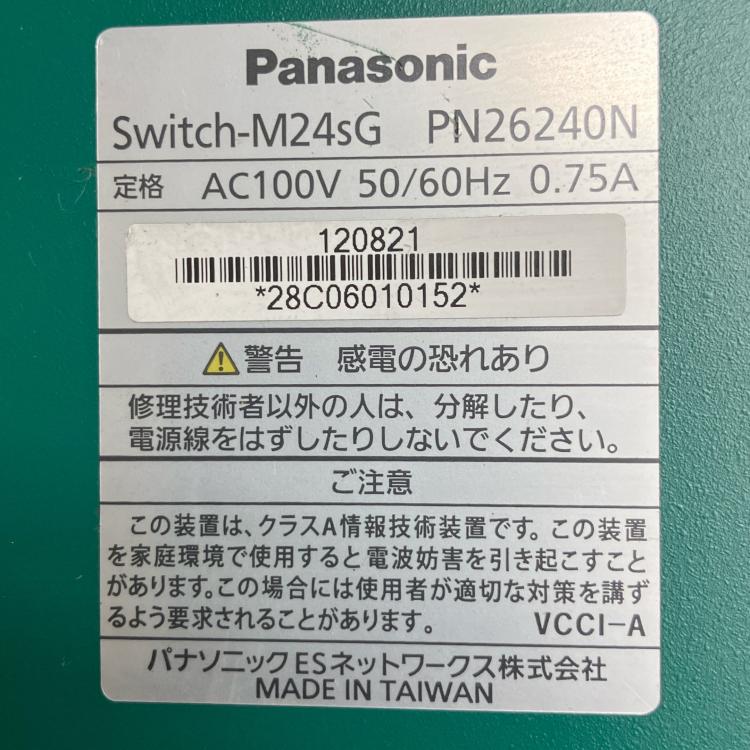 Panasonic
Switch-M24sG PN26240N
定格 AC100V 50/60Hz 0.75A
120821
*28C06010152*
警告 感電の恐れあり
修理技術者以外の人は、分解したり、
電源線をはずしたりしないでください。
ご注意
この装置は、クラスA情報技術装置です。この装置
を家庭環境で使用すると電波妨害を引き起こすこと
があります。この場合には使用者が適切な対策を講ず
るよう要求されることがあります。 VCCI-A
パナソニックESネットワークス株式会社
MADE IN TAIWAN